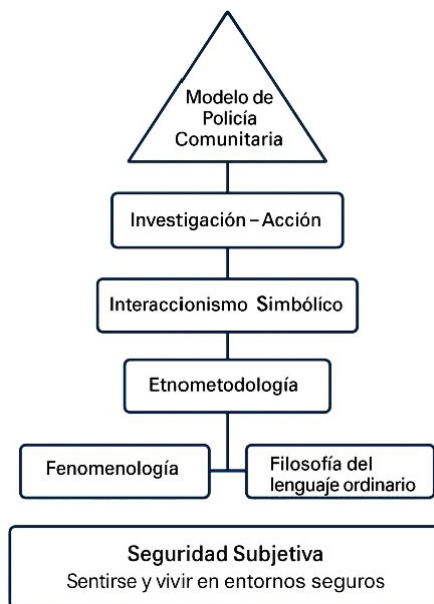 Modelo de
Policía
Comunitaria
Investigación – Acción
Interaccionismo Simbólico
Etnometodología
Fenomenología
Filosofía del
lenguaje ordinario
Seguridad Subjetiva
Sentirse y vivir en entornos seguros